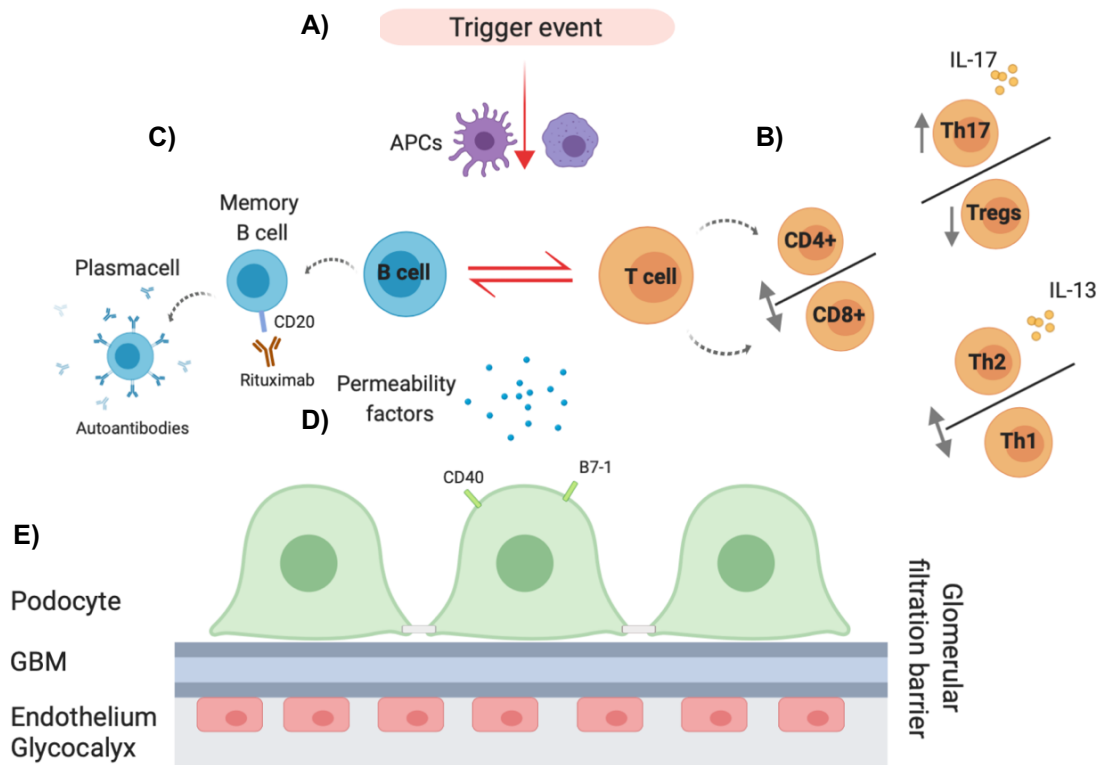 A)
Trigger event
APCs
B)
IL-17
Th17
Tregs
CD4+
CD8+
IL-13
Th2
Th1
C)
Memory
B cell
Plasmacell
CD20
Rituximab
Autoantibodies
B cell
T cell
Permeability
factors
D)
CD40
B7-1
E)
Podocyte
GBM
Endothelium
Glycocalyx
Glomerular
filtration barrier